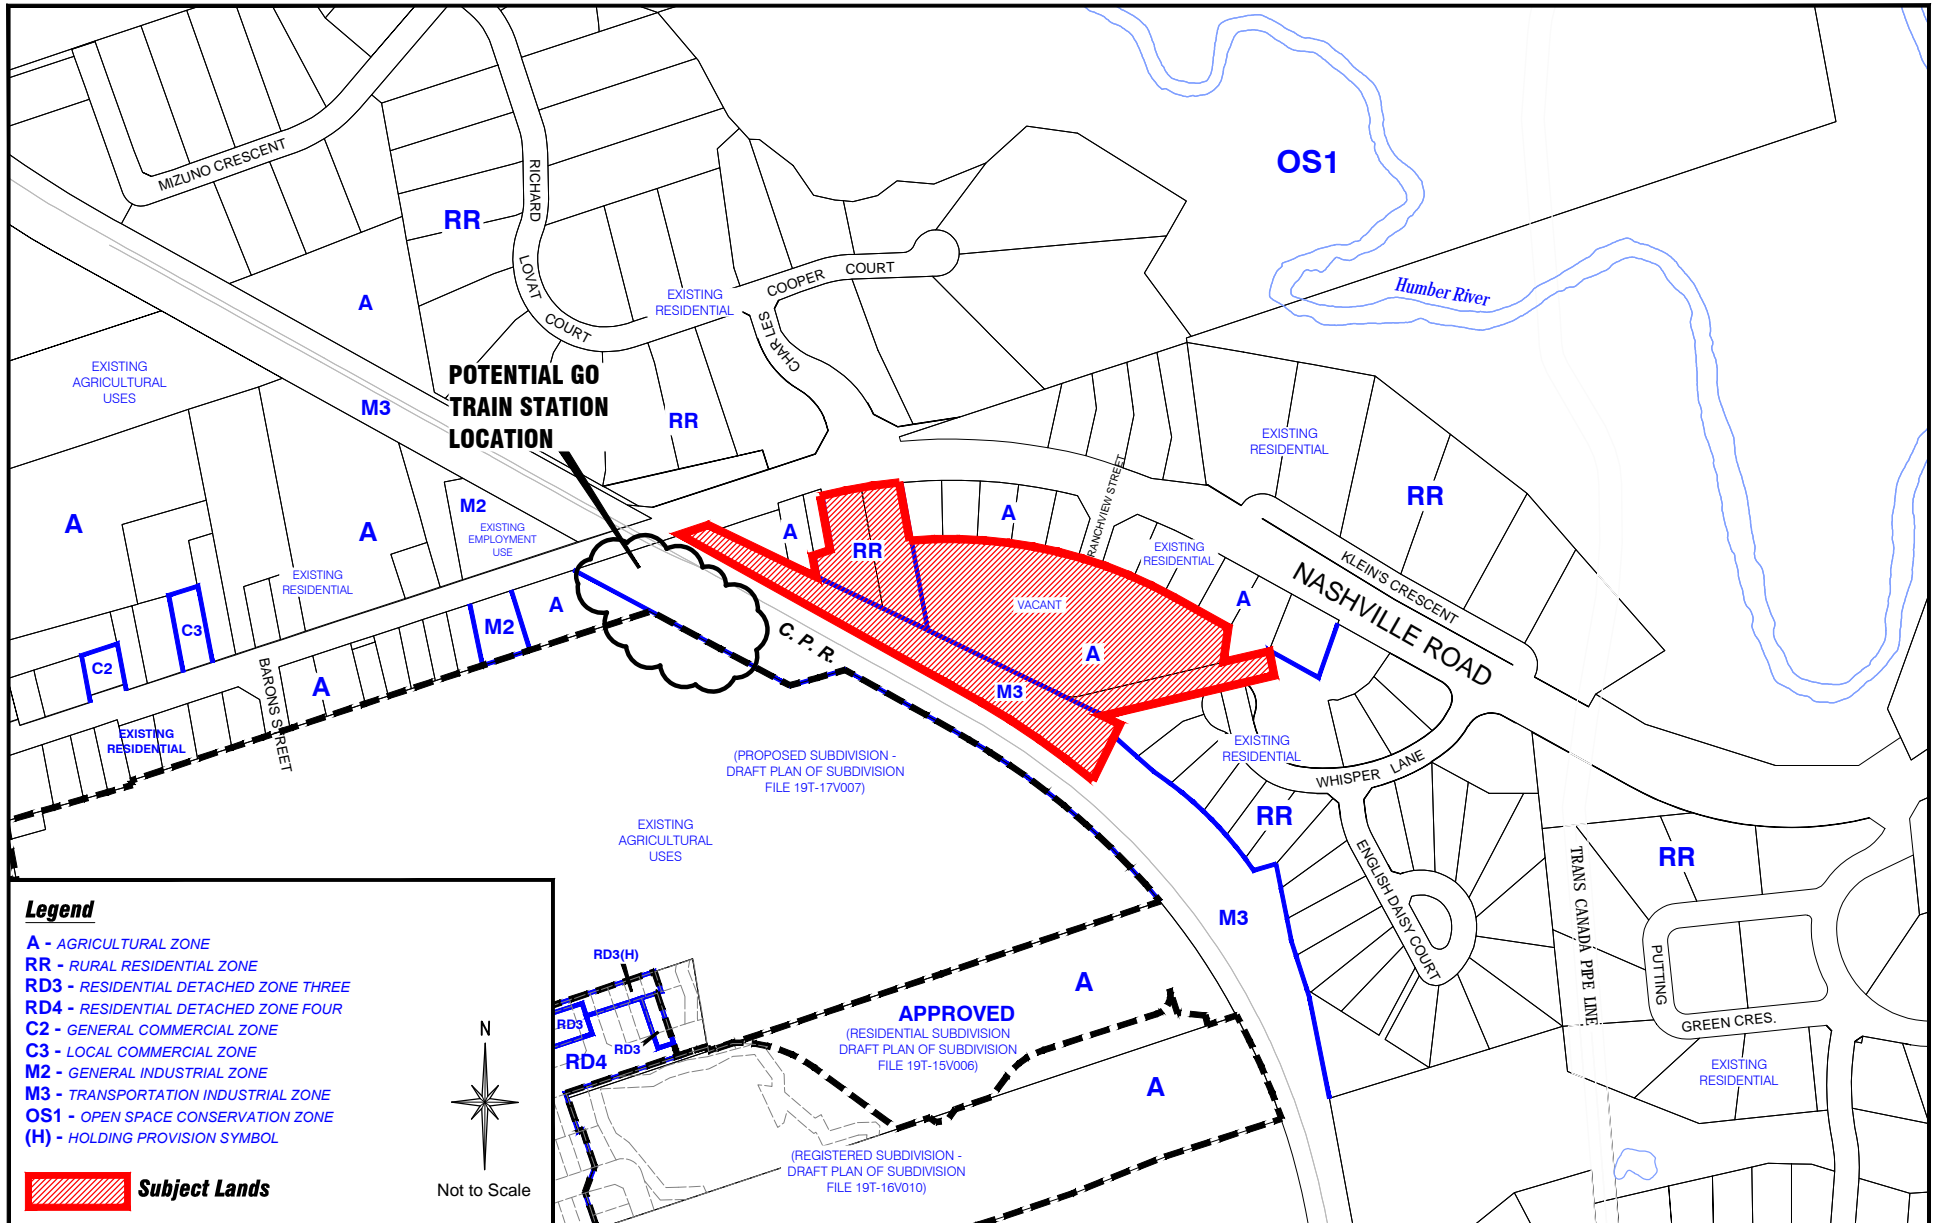 MIZUNO CRESCENT
RICHARD
LOVAT
COURT
RR
A
EXISTING
RESIDENTIAL
COOPER
COURT
CHARLES
OS1
Humber River
EXISTING
AGRICULTURAL
USES
M3
POTENTIAL GO
TRAIN STATION
LOCATION
RR
EXISTING
RESIDENTIAL
RR
A
A
M2
EXISTING
EMPLOYMENT
USE
A
RR
A
RANCHVIEW STREET
EXISTING
RESIDENTIAL
A
KLEIN'S CRESCENT
NASHVILLE ROAD
EXISTING
RESIDENTIAL
VACANT
A
M3
C. P. R.
C3
C2
M2
A
A
BARONS STREET
EXISTING
RESIDENTIAL
(PROPOSED SUBDIVISION -
DRAFT PLAN OF SUBDIVISION
FILE 19T-17V007)
EXISTING
AGRICULTURAL
USES
EXISTING
RESIDENTIAL
WHISPER LANE
RR
ENGLISH DAISY COURT
M3
TRANS CANADA PIPE LINE
RR
PUTTING
GREEN CRES.
EXISTING
RESIDENTIAL
RD3(H)
RD3
RD3
RD4
A
APPROVED
(RESIDENTIAL SUBDIVISION
DRAFT PLAN OF SUBDIVISION
FILE 19T-15V006)
A
(REGISTERED SUBDIVISION -
DRAFT PLAN OF SUBDIVISION
FILE 19T-16V010)
Legend
A - AGRICULTURAL ZONE
RR - RURAL RESIDENTIAL ZONE
RD3 - RESIDENTIAL DETACHED ZONE THREE
RD4 - RESIDENTIAL DETACHED ZONE FOUR
C2 - GENERAL COMMERCIAL ZONE
C3 - LOCAL COMMERCIAL ZONE
M2 - GENERAL INDUSTRIAL ZONE
M3 - TRANSPORTATION INDUSTRIAL ZONE
OS1 - OPEN SPACE CONSERVATION ZONE
(H) - HOLDING PROVISION SYMBOL
Subject Lands
N
Not to Scale